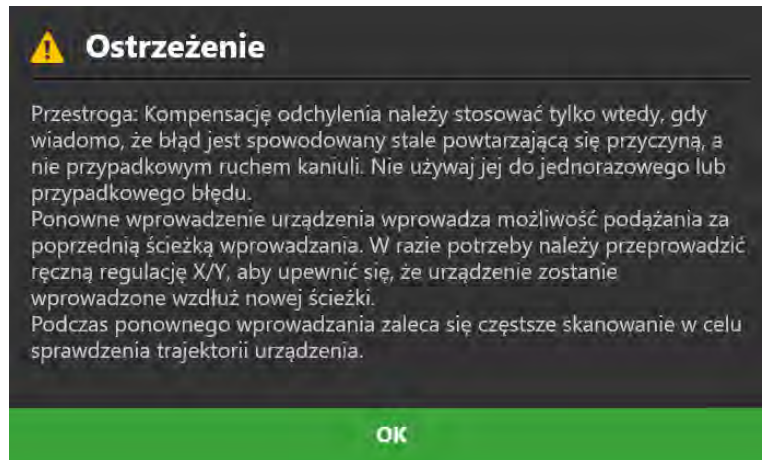 Ostrzeżenie
Przestroga: Kompensację odchylenia należy stosować tylko wtedy, gdy
wiadomo, że błąd jest spowodowany stale powtarzającą się przyczyną, a
nie przypadkowym ruchem kaniuli. Nie używaj jej do jednorazowego lub
przypadkowego błędu.
Ponowne wprowadzenie urządzenia wprowadza możliwość podążania za
poprzednią ścieżką wprowadzania. W razie potrzeby należy przeprowadzić
ręczną regulację X/Y, aby upewnić się, że urządzenie zostanie
wprowadzone wzdłuż nowej ścieżki.
Podczas ponownego wprowadzania zaleca się częstsze skanowanie w celu
sprawdzenia trajektorii urządzenia.
OK